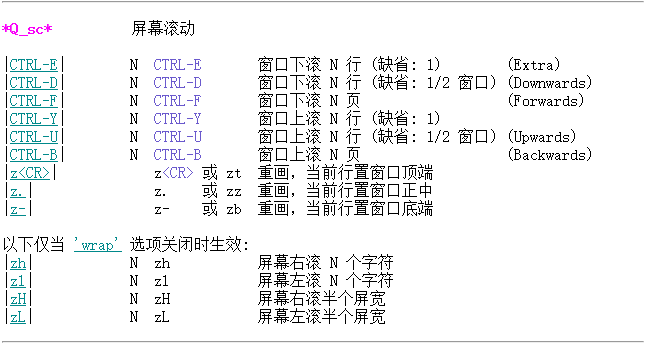 *Q_sc* 屏幕滚动
|CTRL-E| N CTRL-E 窗口下滚 N 行 (缺省: 1) (Extra)
|CTRL-D| N CTRL-D 窗口下滚 N 行 (缺省: 1/2 窗口) (Downwards)
|CTRL-F| N CTRL-F 窗口下滚 N 页 (Forwards)
|CTRL-Y| N CTRL-Y 窗口上滚 N 行 (缺省: 1)
|CTRL-U| N CTRL-U 窗口上滚 N 行 (缺省: 1/2 窗口) (Upwards)
|CTRL-B| N CTRL-B 窗口上滚 N 页 (Backwards)
|z<CR>| z<CR> 或 zt 重画，当前行置窗口顶端
|z.| z. 或 zz 重画，当前行置窗口正中
|z-| z- 或 zb 重画，当前行置窗口底端
以下仅当 'wrap' 选项关闭时生效:
|zh| N zh 屏幕右滚 N 个字符
|zl| N zl 屏幕左滚 N 个字符
|zH| N zH 屏幕右滚半个屏宽
|zL| N zL 屏幕左滚半个屏宽